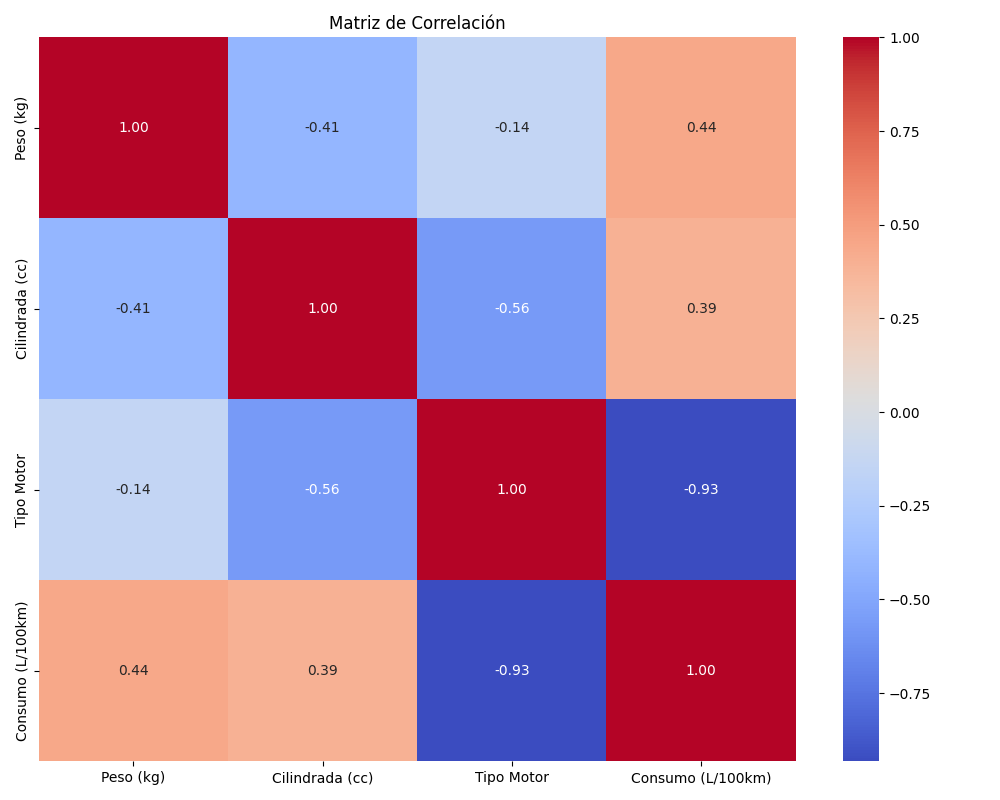 Matriz de Correlación
Peso (kg)
1.00
-0.41
-0.14
0.44
Cilindrada (cc)
-0.41
1.00
-0.56
0.39
Tipo Motor
-0.14
-0.56
1.00
-0.93
Consumo (L/100km)
0.44
0.39
-0.93
1.00
Peso (kg)
Cilindrada (cc)
Tipo Motor
Consumo (L/100km)
1.00
0.75
0.50
0.25
0.00
−0.25
−0.50
−0.75